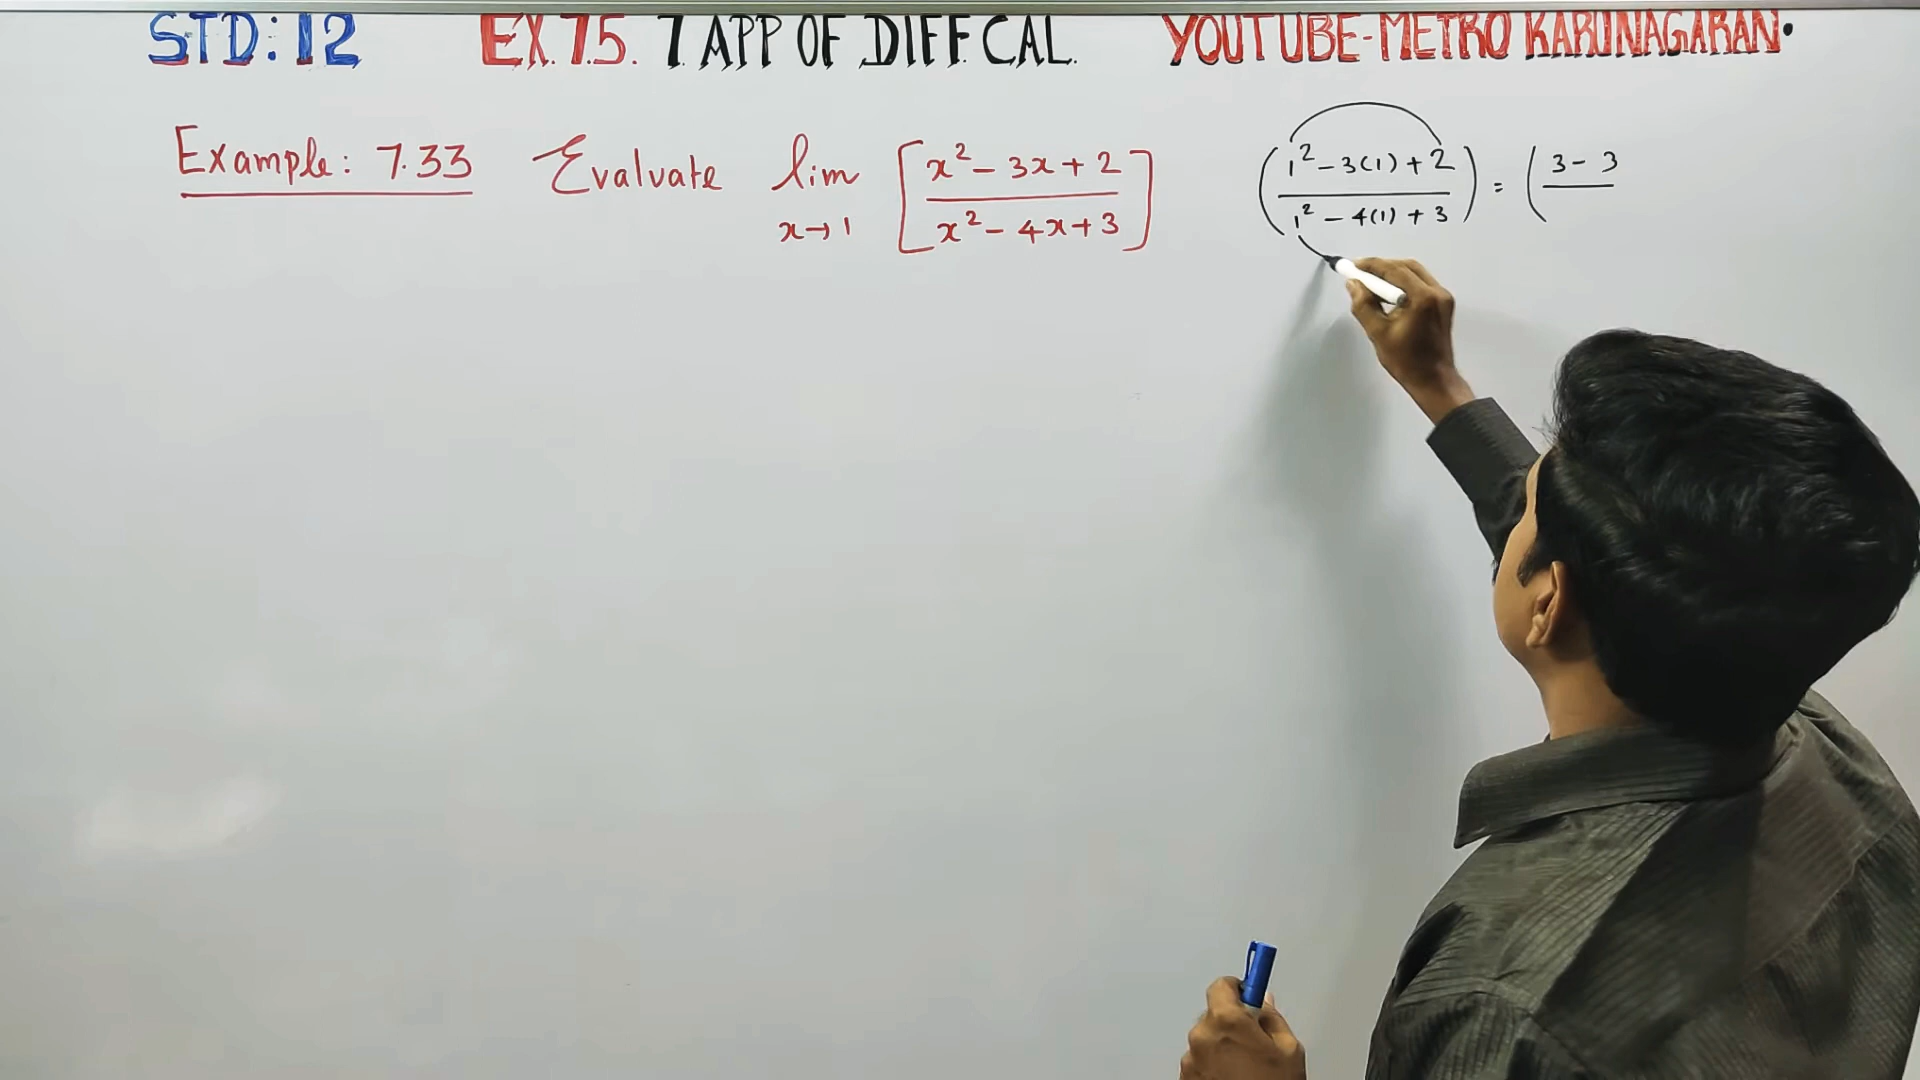 STD: 12 EX. 7.5. 7 APP OF DIFF. CAL. YOUTUBE-METRO KARUNAGARAN.
Example: 7.33 Evaluate lim x→1 [x² - 3x + 2 / x² - 4x + 3] (1² - 3(1) + 2 / 1² - 4(1) + 3) = (3 - 3